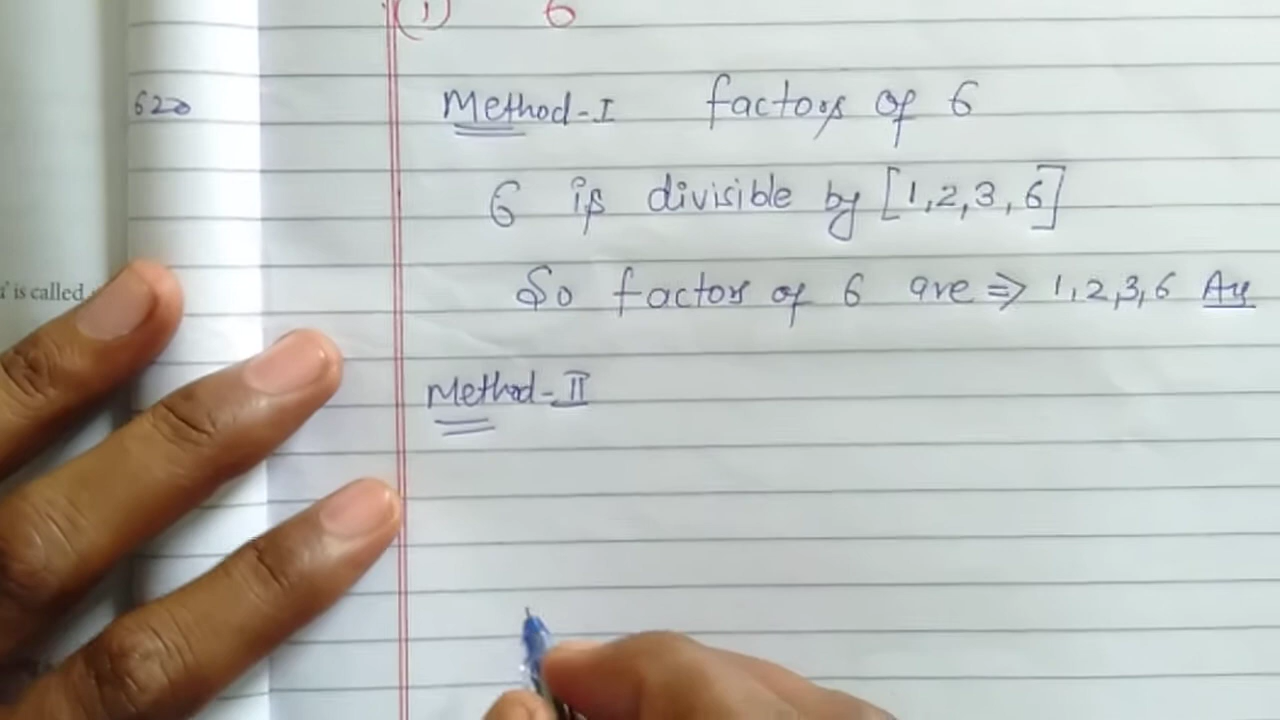 (1) 6
620
Method-I factors of 6
6 is divisible by [1,2,3,6]
is called
So factors of 6 are => 1,2,3,6 Ans
Method-II